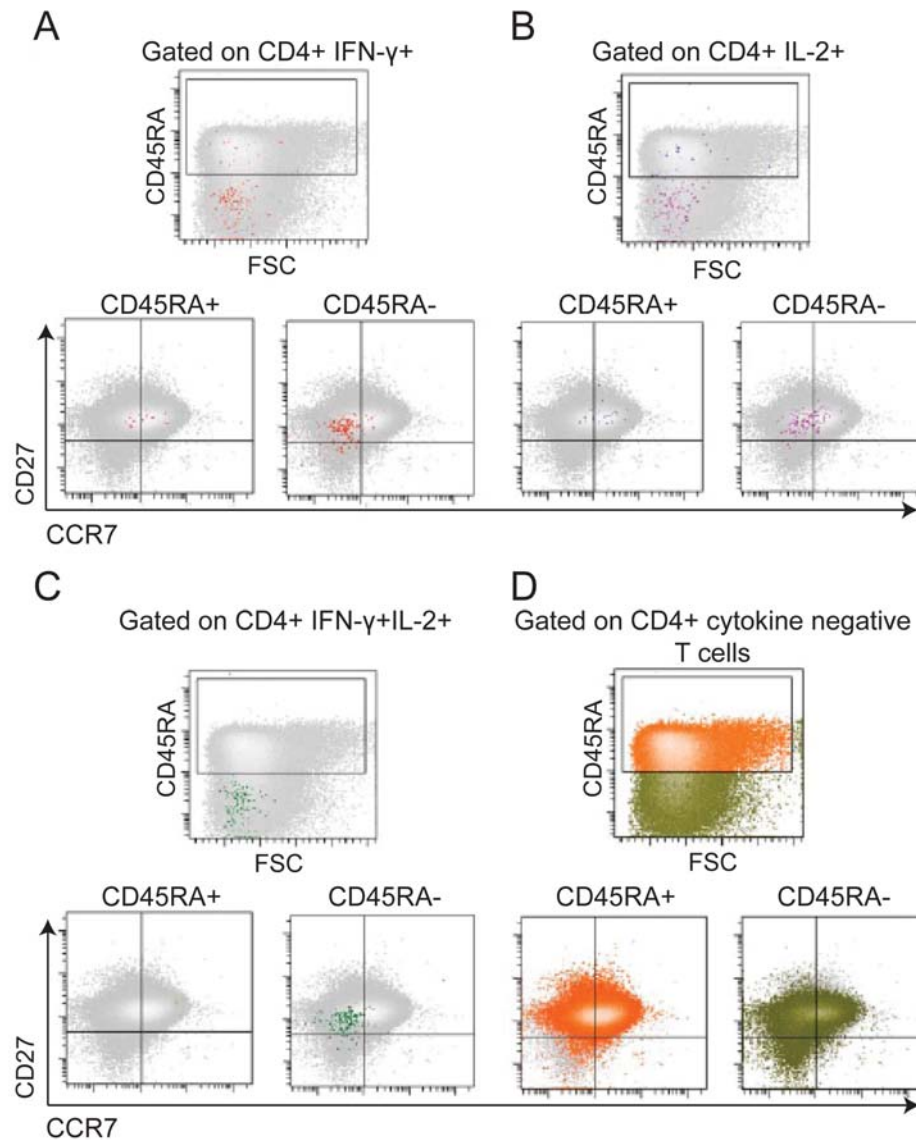 A
Gated on CD4+ IFN-γ+
CD45RA
FSC
CD45RA+
CD45RA-
B
Gated on CD4+ IL-2+
CD45RA
FSC
CD45RA+
CD45RA-
CD27
CCR7
C
Gated on CD4+ IFN-γ+IL-2+
CD45RA
FSC
CD45RA+
CD45RA-
D
Gated on CD4+ cytokine negative
T cells
CD45RA
FSC
CD45RA+
CD45RA-
CD27
CCR7